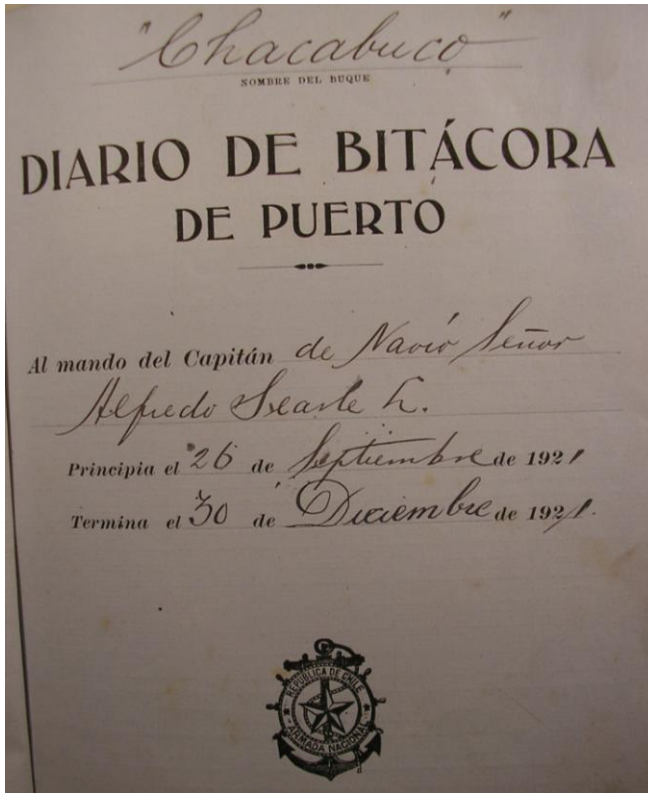 "Chacabuco"
NOMBRE DEL BUQUE
DIARIO DE BITÁCORA
DE PUERTO
Al mando del Capitán de Navío Señor
Alfredo Searle L.
Principia el 26 de Septiembre de 1921
Termina el 30 de Diciembre de 1921.
REPUBLICA DE CHILE
ARMADA NACIONAL